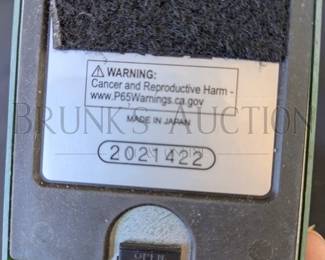 ⚠ WARNING:
Cancer and Reproductive Harm -
www.P65Warnings.ca.gov
BRUNK'S AUCTION
MADE IN JAPAN
2021422